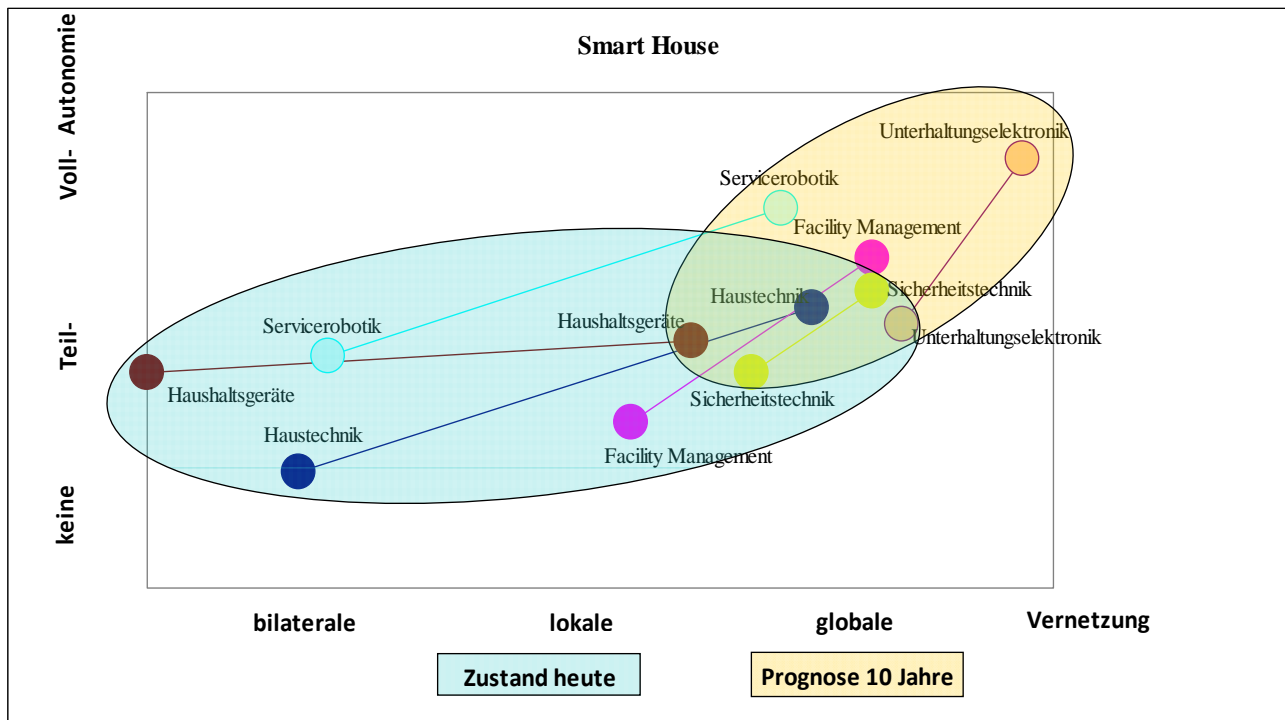 Smart House
Voll- Autonomie
Unterhaltungselektronik
Servicerobotik
Facility Management
Sicherheitstechnik
Haustechnik
Haushaltsgeräte
Servicerobotik
Teil-
Unterhaltungselektronik
Haushaltsgeräte
Sicherheitstechnik
Haustechnik
Facility Management
keine
bilaterale lokale globale Vernetzung
Zustand heute Prognose 10 Jahre